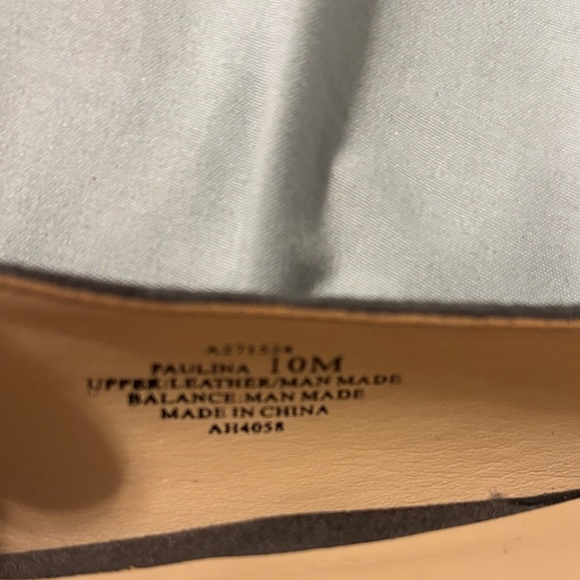 PAULINA 10M
UPPER:LEATHER/MAN MADE
BALANCE:MAN MADE
MADE IN CHINA
AH4058